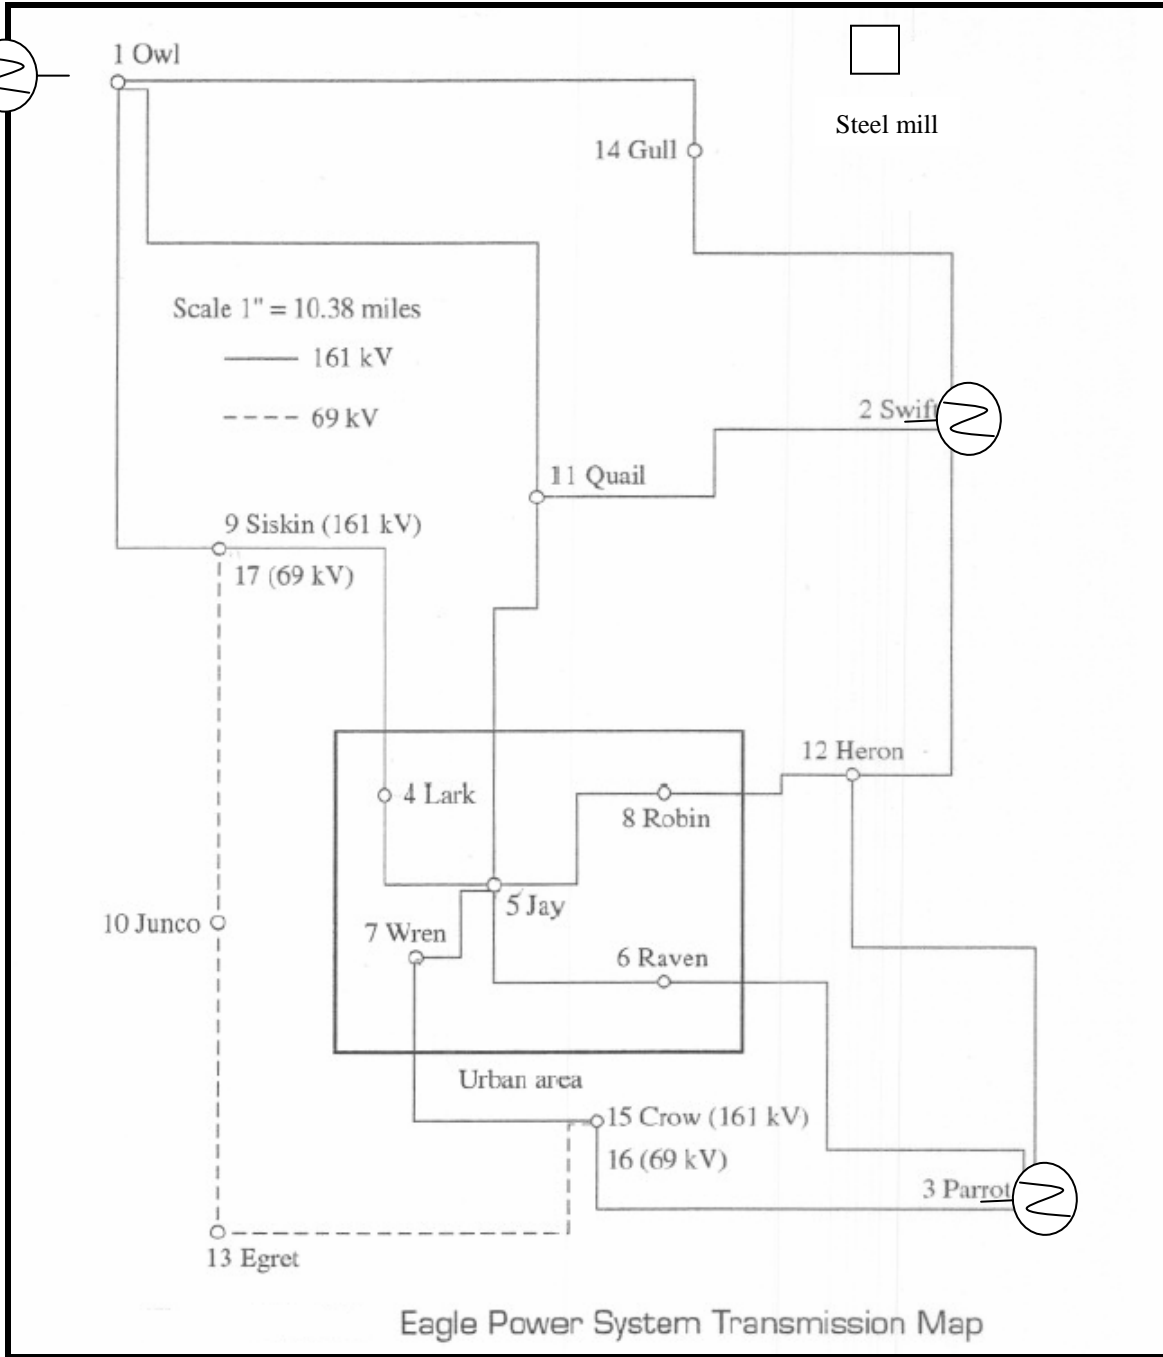 1 Owl
Steel mill
14 Gull
Scale 1" = 10.38 miles
161 kV
69 kV
2 Swift
11 Quail
9 Siskin (161 kV)
17 (69 kV)
12 Heron
4 Lark
8 Robin
5 Jay
10 Junco
7 Wren
6 Raven
Urban area
15 Crow (161 kV)
16 (69 kV)
3 Parrot
13 Egret
Eagle Power System Transmission Map